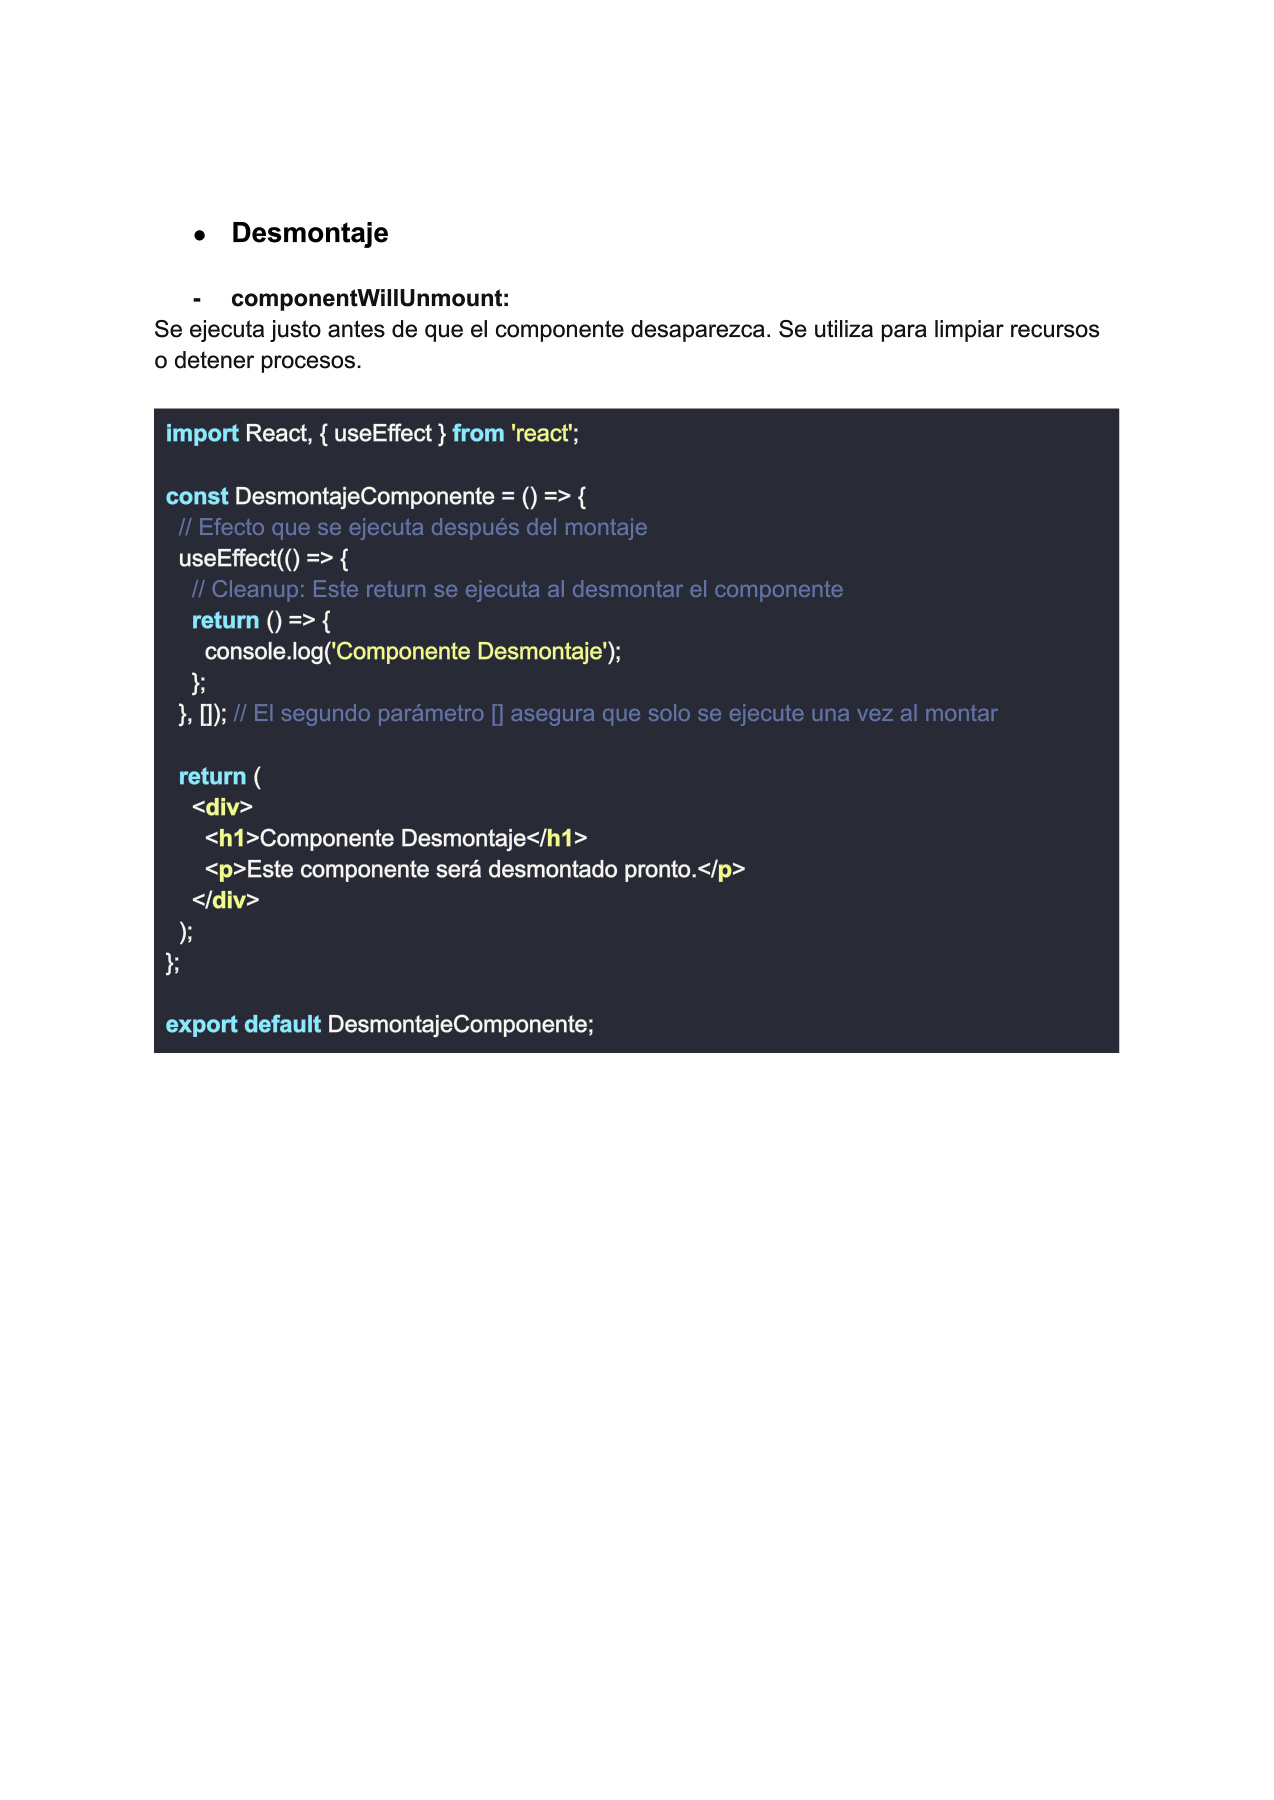 ● Desmontaje
- componentWillUnmount:
Se ejecuta justo antes de que el componente desaparezca. Se utiliza para limpiar recursos
o detener procesos.
import React, { useEffect } from 'react';
const DesmontajeComponente = () => {
// Efecto que se ejecuta después del montaje
useEffect(() => {
// Cleanup: Este return se ejecuta al desmontar el componente
return () => {
console.log('Componente Desmontaje');
};
}, []); // El segundo parámetro [] asegura que solo se ejecute una vez al montar
return (
<div>
<h1>Componente Desmontaje</h1>
<p>Este componente será desmontado pronto.</p>
</div>
);
};
export default DesmontajeComponente;